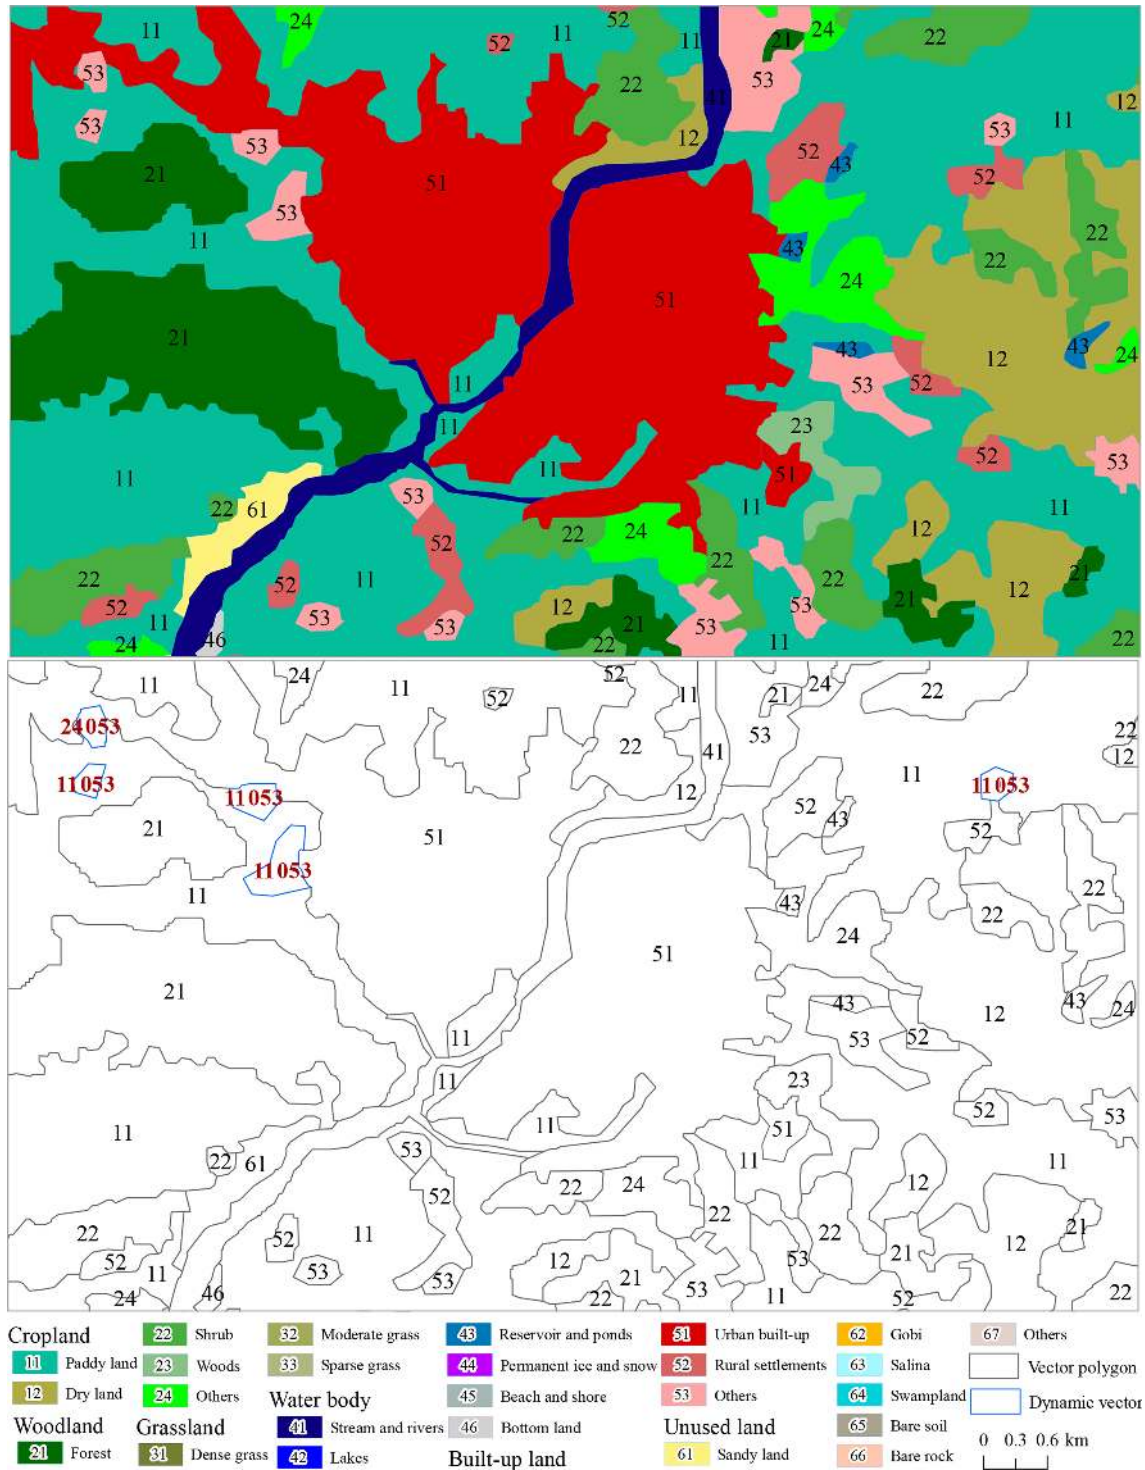 24 52 11 52 11 11 21 24 22
53 53 22 41 12
53 53 12 52 43 53 11
21 51 52
53 22
11 43 22
51 24
21 43 12 43 24
11 53 52
11 23
11 11 51 52 53
22 61 53 11 11
52 22 24 22 12
22 52 11 22 21
52 53 12 21 53 21 12
11 46 53 22 53 11 22
24
11 24 11 52 52 11 21 24 22
24053 22 41 53 22 12
11053 11053 12 52 43 11 11053
21 51 52
11053
11 43 22 22
51 24
21 43 12 43 24
11 53 52
11 23
11 11 51 52 53
22 61 53 11 11
52 22 24 22 12
22 52 11 22 21
52 53 12 21 53 21 12
11 46 53 22 53 11 52 22
24
Cropland
11 Paddy land
12 Dry land
Woodland
21 Forest
22 Shrub
23 Woods
24 Others
Grassland
31 Dense grass
32 Moderate grass
33 Sparse grass
Water body
41 Stream and rivers
42 Lakes
43 Reservoir and ponds
44 Permanent ice and snow
45 Beach and shore
46 Bottom land
Built-up land
51 Urban built-up
52 Rural settlements
53 Others
Unused land
61 Sandy land
62 Gobi
63 Salina
64 Swampland
65 Bare soil
66 Bare rock
67 Others
Vector polygon
Dynamic vector
0 0.3 0.6 km